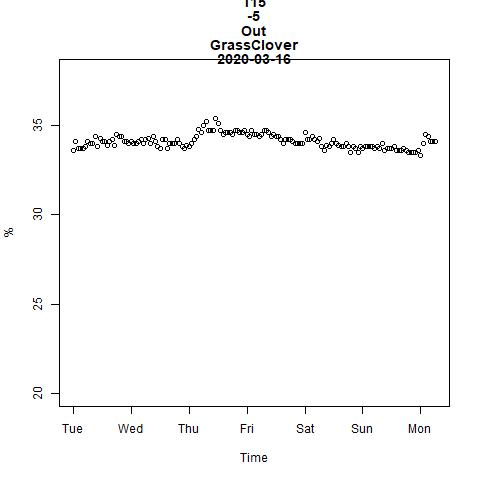 T15
-5
Out
GrassClover
2020-03-16
35
30
25
20
%
Tue Wed Thu Fri Sat Sun Mon
Time